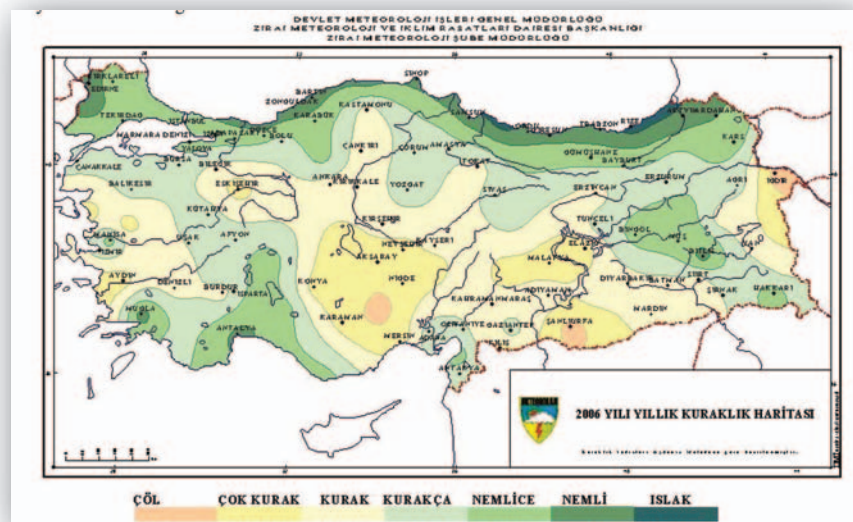 DEVLET METEOROLOJİ İŞLERİ GENEL MÜDÜRLÜĞÜ
ZİRAİ METEOROLOJİ VE İKLİM RASATLARI DAİRESİ BAŞKANLIĞI
ZİRAİ METEOROLOJİ ŞUBE MÜDÜRLÜĞÜ
SİNOP
KIRKLARELİ
EDİRNE
BARTIN
ZONGULDAK
KASTAMONU
SAMSUN
TEKİRDAĞ
İSTANBUL
KARABÜK
ORDU
TRABZON
RİZE
ARDAHAN
MARMARA DENİZİ
BOLU
YALOVA
ÇANKIRI
ÇORUM
AMASYA
TOKAT
GÜMÜŞHANE
BAYBURT
KARS
ÇANAKKALE
BURSA
BİLECİK
BALIKESİR
ESKİŞEHİR
ANKARA
KIRIKKALE
YOZGAT
SİVAS
ERZİNCAN
ERZURUM
AĞRI
IĞDIR
KÜTAHYA
KIRŞEHİR
TUNCELİ
BİNGÖL
MUŞ
MANİSA
UŞAK
AFYON
NEVŞEHİR
KAYSERİ
ELAZIĞ
VAN
İZMİR
AKSARAY
MALATYA
BİTLİS
AYDIN
DENİZLİ
BURDUR
ISPARTA
KONYA
NİĞDE
KAHRAMANMARAŞ
ADIYAMAN
DİYARBAKIR
BATMAN
SİİRT
ŞIRNAK
HAKKARİ
MUĞLA
ANTALYA
KARAMAN
MERSİN
ADANA
OSMANİYE
GAZİANTEP
KİLİS
ŞANLIURFA
MARDİN
ANTAKYA
METEOROLOJİ
2006 YILI YILLIK KURAKLIK HARİTASI
ÇÖL ÇOK KURAK KURAK KURAKÇA NEMLİCE NEMLİ ISLAK